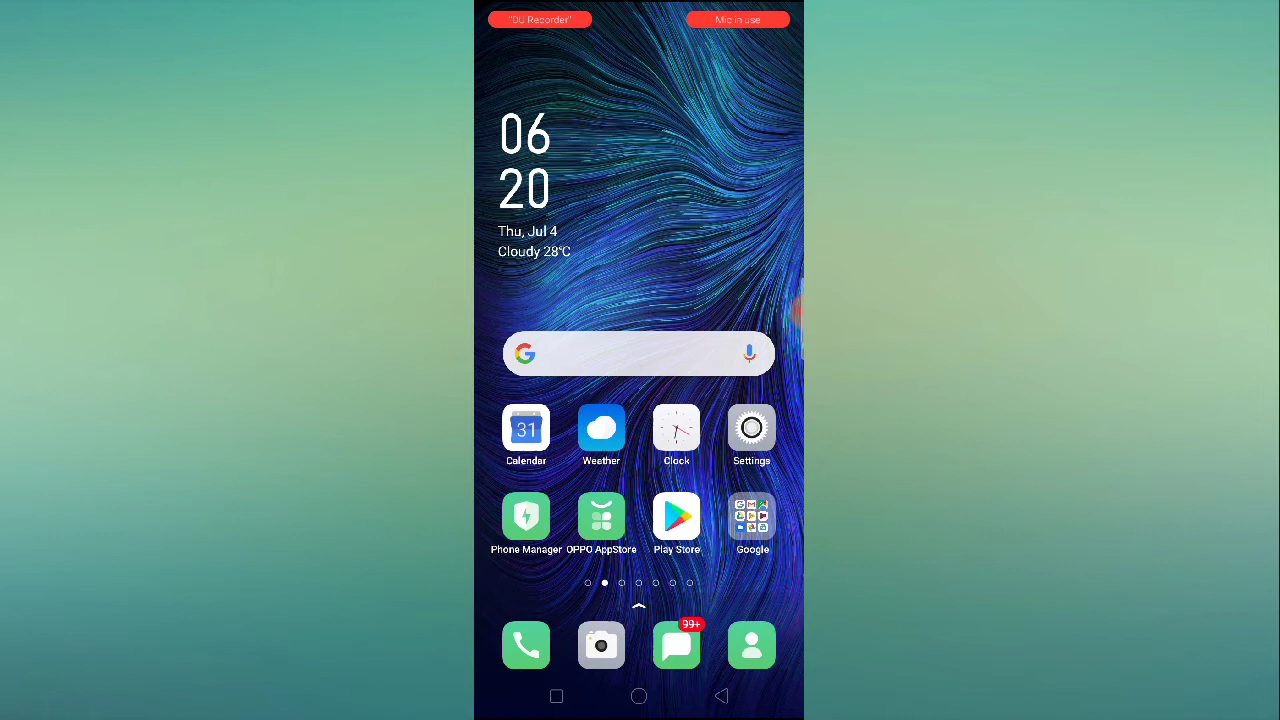 "DU Recorder"
Mic in use
06
20
Thu, Jul 4
Cloudy 28°C
31
Calendar
Weather
Clock
Settings
Phone Manager
OPPO AppStore
Play Store
Google
99+